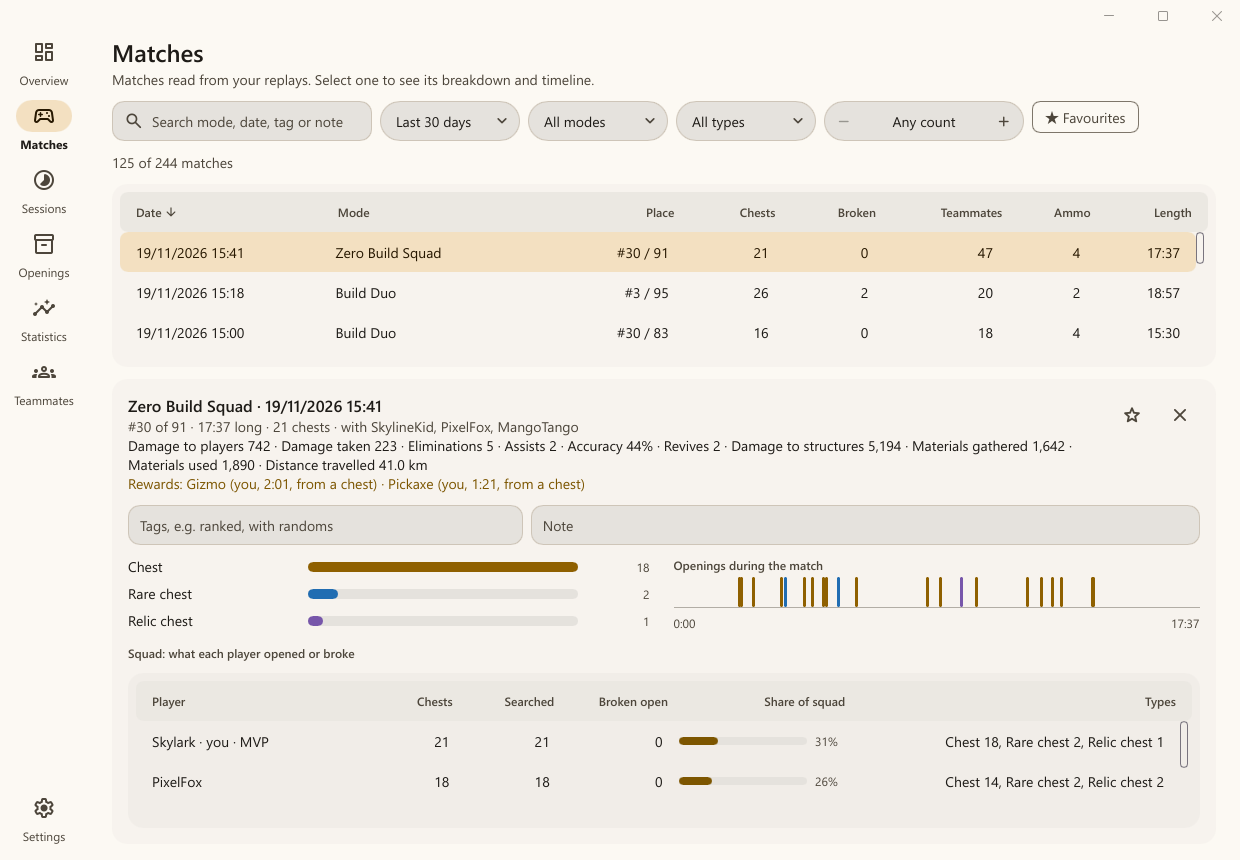 Overview
Matches
Sessions
Openings
Statistics
Teammates
Settings
Matches
Matches read from your replays. Select one to see its breakdown and timeline.
Search mode, date, tag or note
Last 30 days
All modes
All types
− Any count +
★ Favourites
125 of 244 matches
Date ↓ Mode Place Chests Broken Teammates Ammo Length
19/11/2026 15:41 Zero Build Squad #30 / 91 21 0 47 4 17:37
19/11/2026 15:18 Build Duo #3 / 95 26 2 20 2 18:57
19/11/2026 15:00 Build Duo #30 / 83 16 0 18 4 15:30
Zero Build Squad · 19/11/2026 15:41
#30 of 91 · 17:37 long · 21 chests · with SkylineKid, PixelFox, MangoTango
Damage to players 742 · Damage taken 223 · Eliminations 5 · Assists 2 · Accuracy 44% · Revives 2 · Damage to structures 5,194 · Materials gathered 1,642 ·
Materials used 1,890 · Distance travelled 41.0 km
Rewards: Gizmo (you, 2:01, from a chest) · Pickaxe (you, 1:21, from a chest)
Tags, e.g. ranked, with randoms
Note
Chest 18
Rare chest 2
Relic chest 1
Openings during the match
0:00 17:37
Squad: what each player opened or broke
Player Chests Searched Broken open Share of squad Types
Skylark · you · MVP 21 21 0 31% Chest 18, Rare chest 2, Relic chest 1
PixelFox 18 18 0 26% Chest 14, Rare chest 2, Relic chest 2